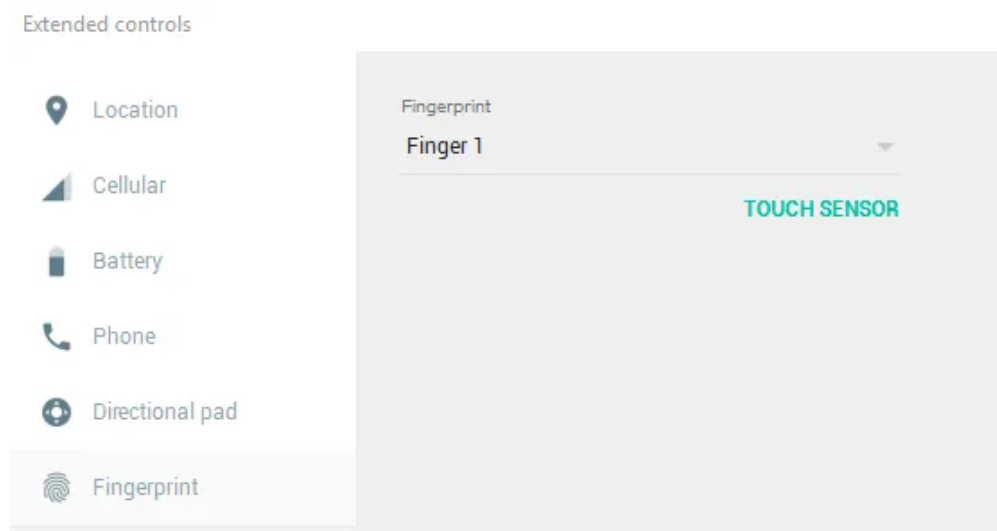 Extended controls
Location
Cellular
Battery
Phone
Directional pad
Fingerprint
Fingerprint
Finger 1
TOUCH SENSOR